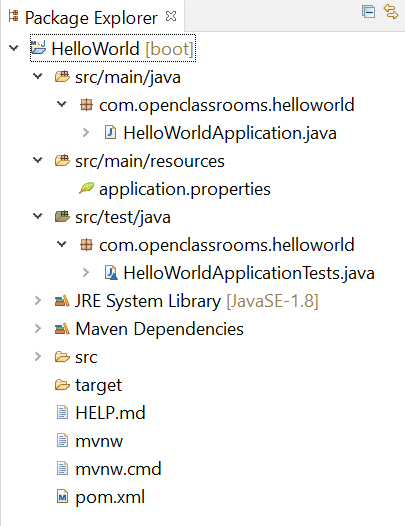 Package Explorer
HelloWorld [boot]
src/main/java
com.openclassrooms.helloworld
HelloWorldApplication.java
src/main/resources
application.properties
src/test/java
com.openclassrooms.helloworld
HelloWorldApplicationTests.java
JRE System Library [JavaSE-1.8]
Maven Dependencies
src
target
HELP.md
mvnw
mvnw.cmd
pom.xml